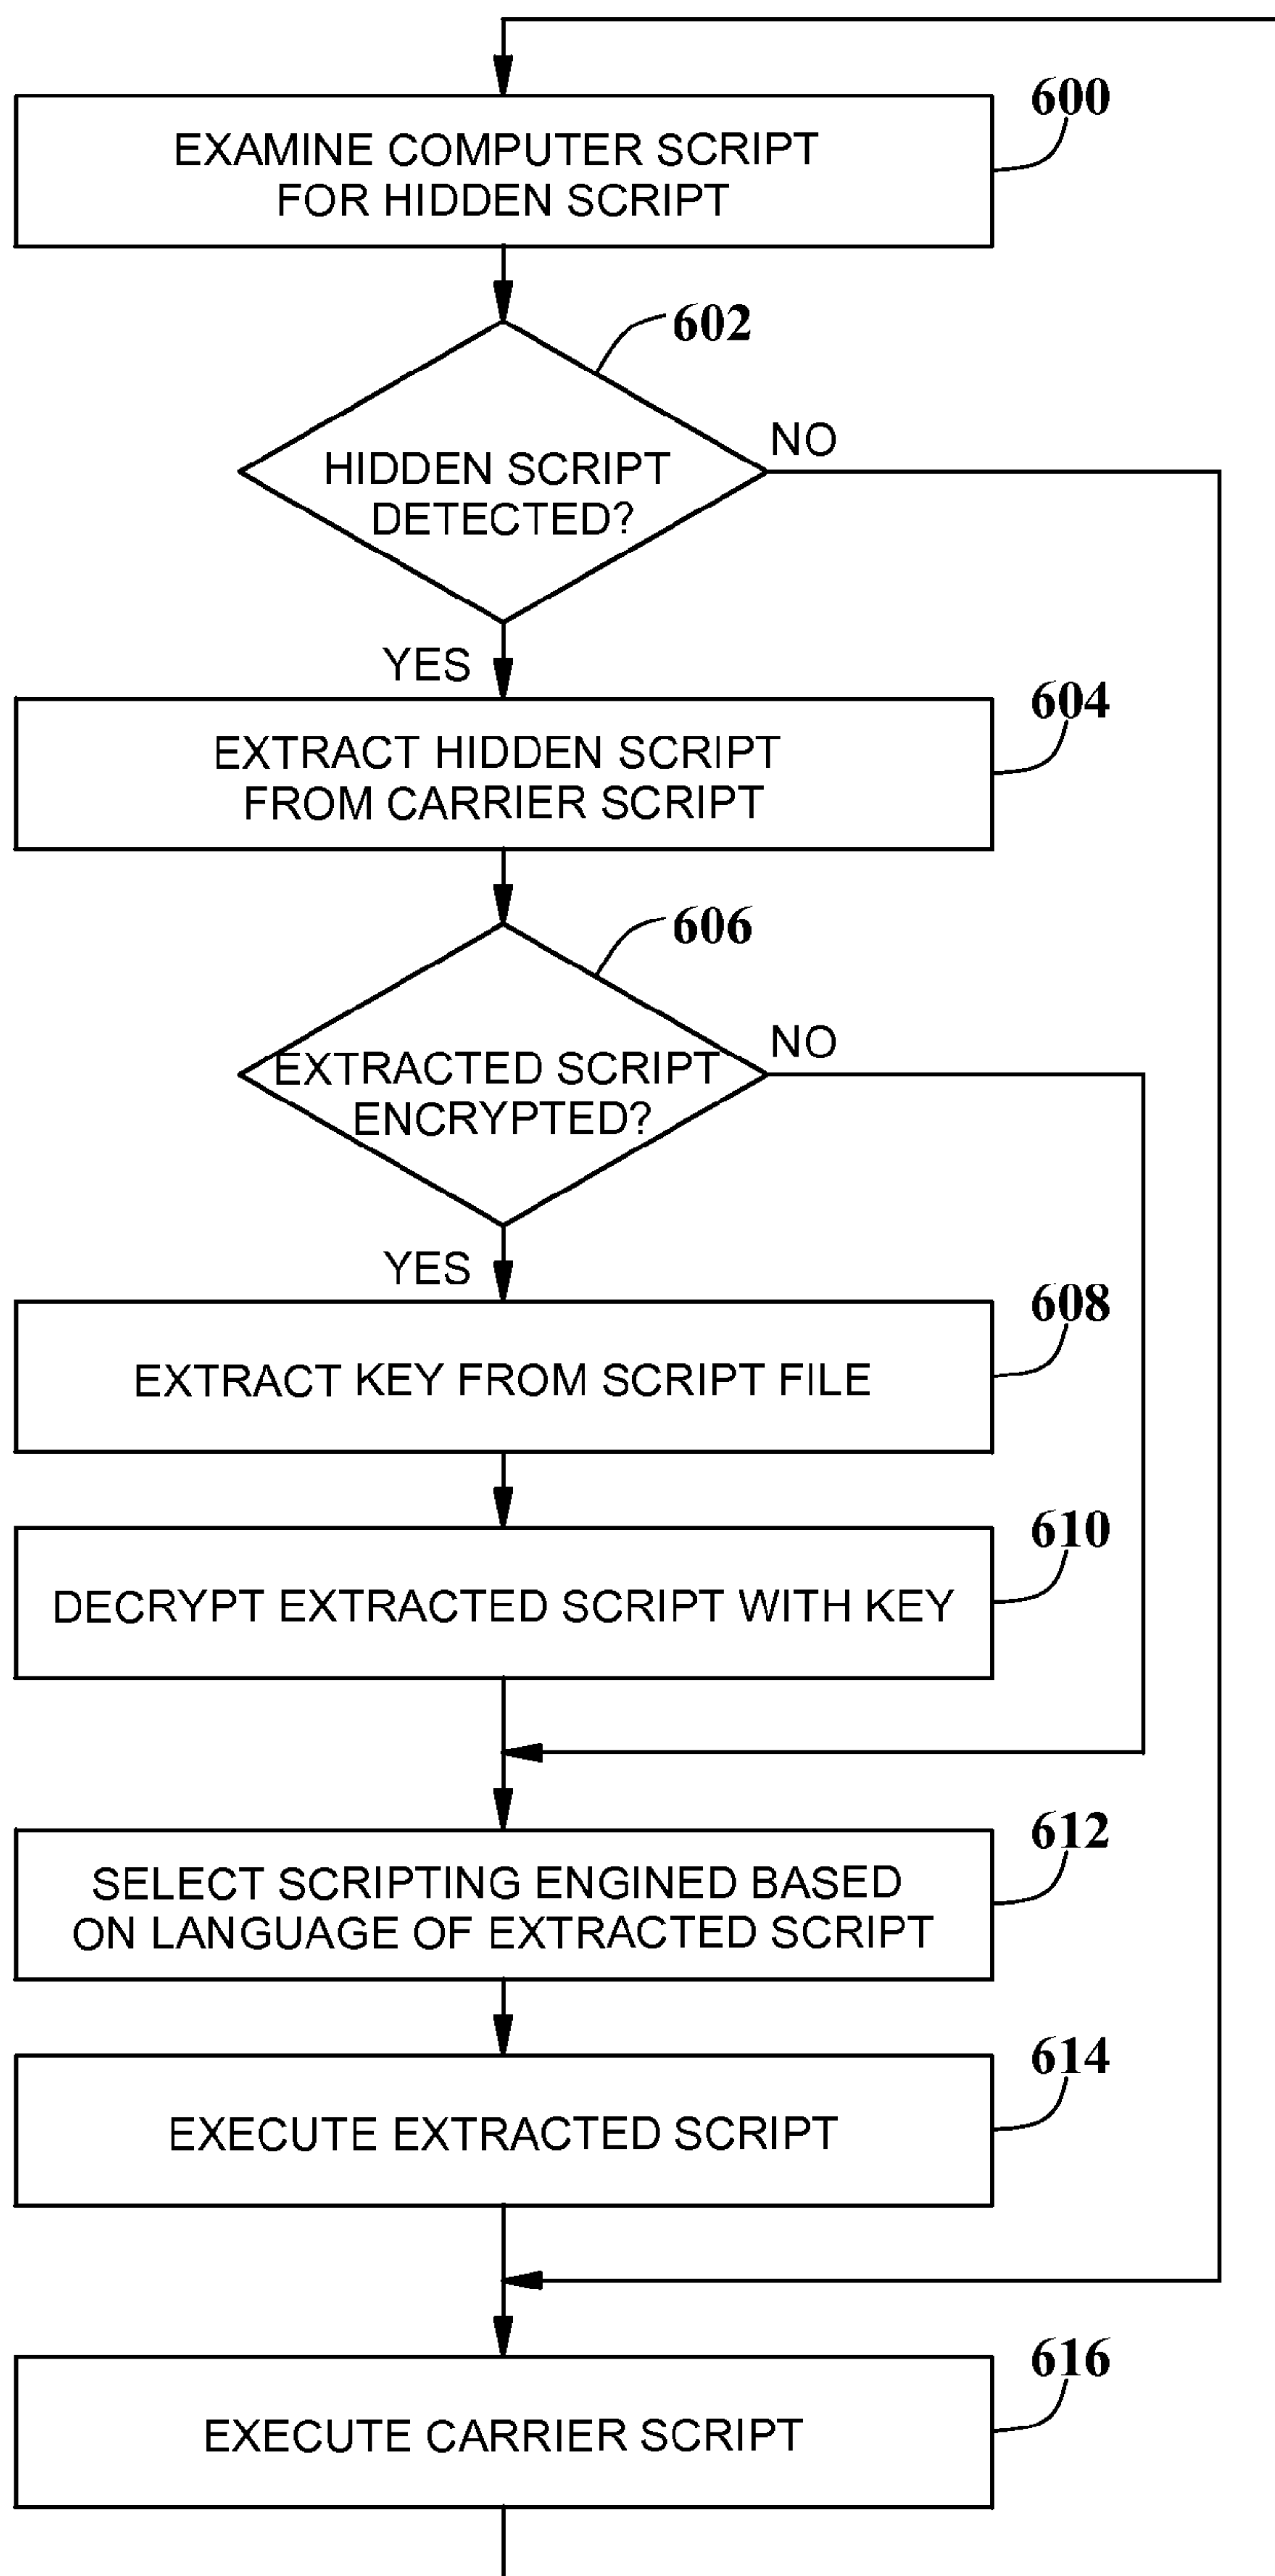 600
EXAMINE COMPUTER SCRIPT
FOR HIDDEN SCRIPT
602
NO
HIDDEN SCRIPT
DETECTED?
YES
604
EXTRACT HIDDEN SCRIPT
FROM CARRIER SCRIPT
606
NO
EXTRACTED SCRIPT
ENCRYPTED?
YES
608
EXTRACT KEY FROM SCRIPT FILE
610
DECRYPT EXTRACTED SCRIPT WITH KEY
612
SELECT SCRIPTING ENGINED BASED
ON LANGUAGE OF EXTRACTED SCRIPT
614
EXECUTE EXTRACTED SCRIPT
616
EXECUTE CARRIER SCRIPT